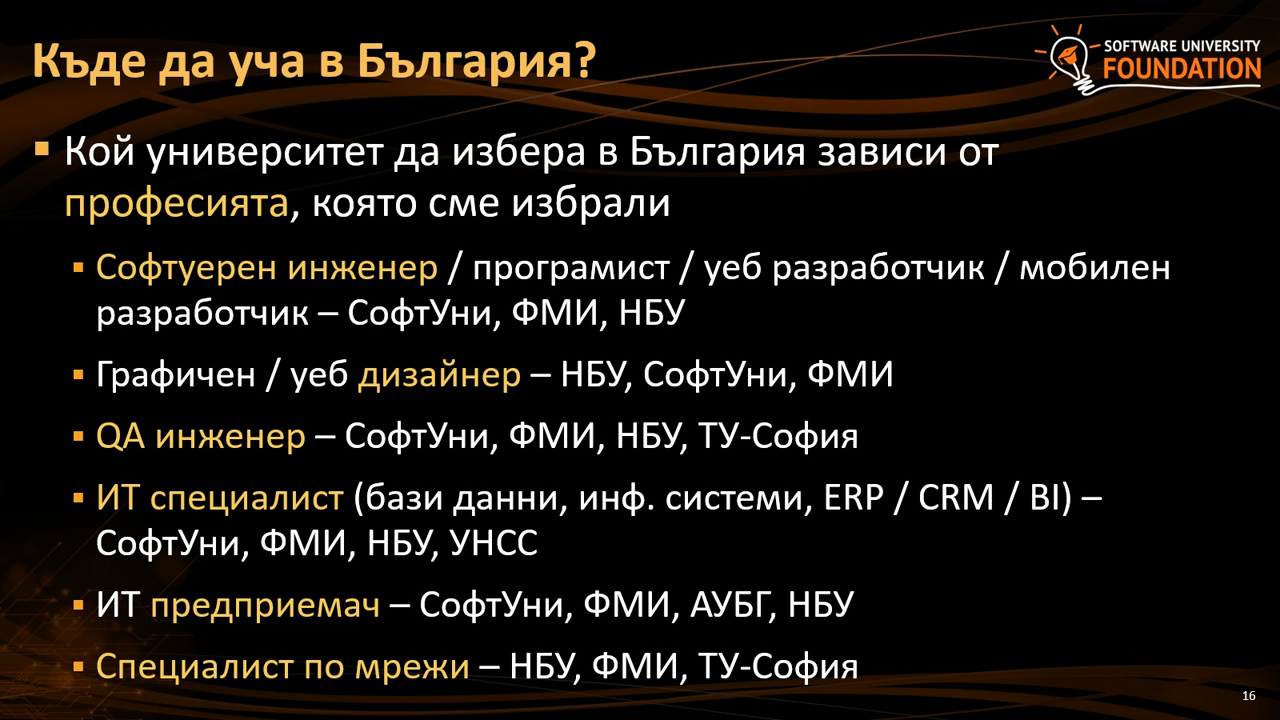 Къде да уча в България?
SOFTWARE UNIVERSITY
FOUNDATION
▪ Кой университет да избера в България зависи от
професията, която сме избрали
▪ Софтуерен инженер / програмист / уеб разработчик / мобилен
разработчик – СофтУни, ФМИ, НБУ
▪ Графичен / уеб дизайнер – НБУ, СофтУни, ФМИ
▪ QA инженер – СофтУни, ФМИ, НБУ, ТУ-София
▪ ИТ специалист (бази данни, инф. системи, ERP / CRM / BI) –
СофтУни, ФМИ, НБУ, УНСС
▪ ИТ предприемач – СофтУни, ФМИ, АУБГ, НБУ
▪ Специалист по мрежи – НБУ, ФМИ, ТУ-София
16